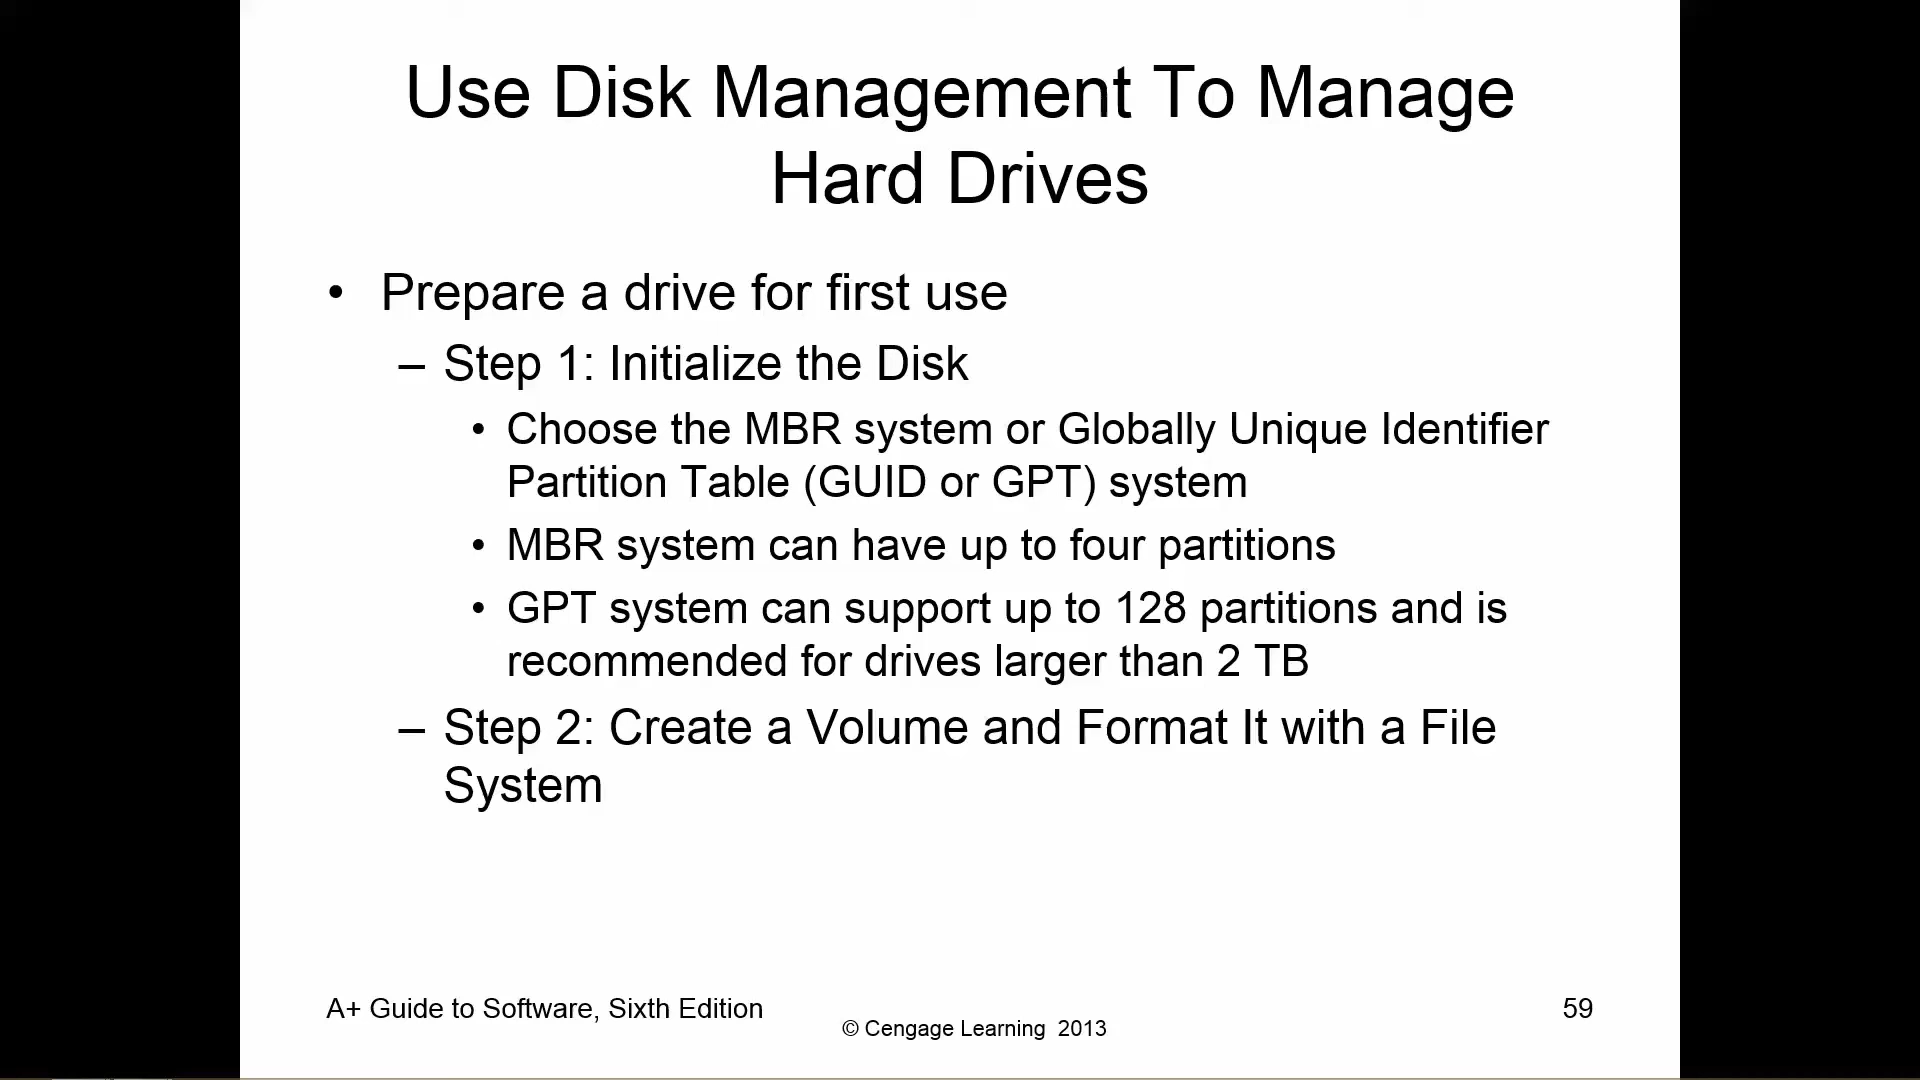 Use Disk Management To Manage
Hard Drives
• Prepare a drive for first use
– Step 1: Initialize the Disk
• Choose the MBR system or Globally Unique Identifier
Partition Table (GUID or GPT) system
• MBR system can have up to four partitions
• GPT system can support up to 128 partitions and is
recommended for drives larger than 2 TB
– Step 2: Create a Volume and Format It with a File
System
A+ Guide to Software, Sixth Edition
© Cengage Learning 2013
59